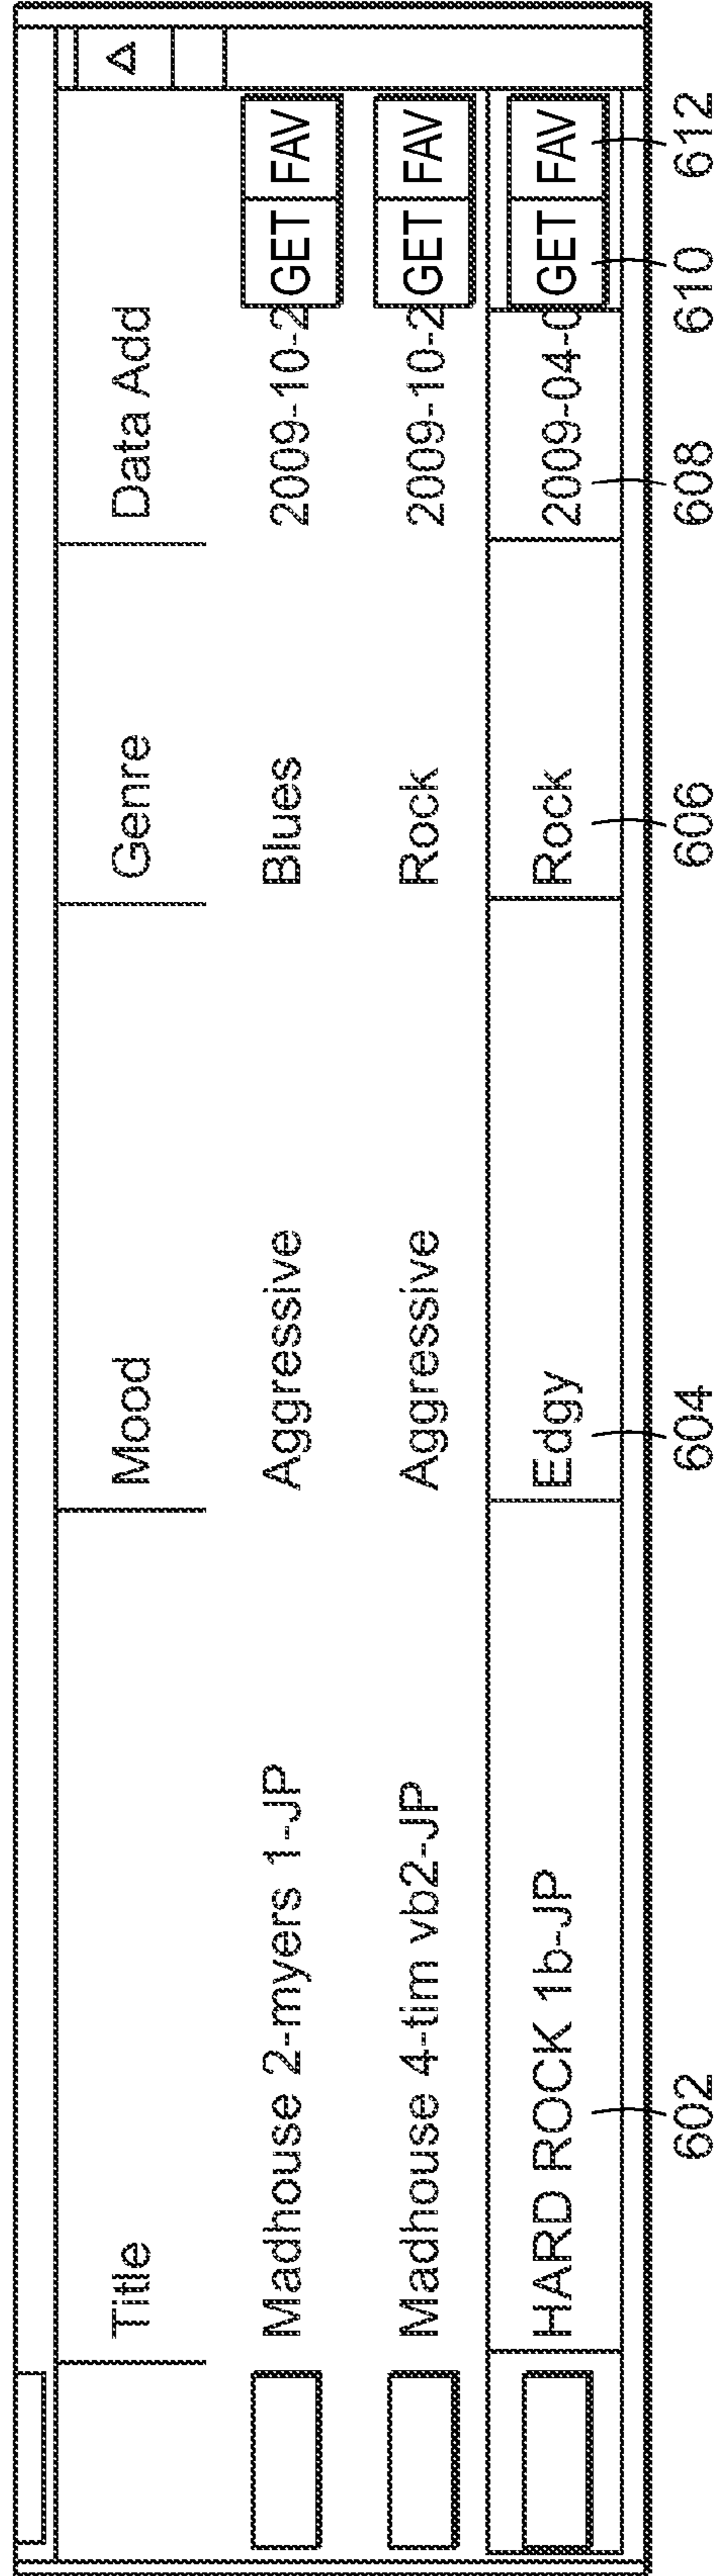 Title Mood Genre Data Add
Madhouse 2-myers 1-JP Aggressive Blues 2009-10-2 GET FAV
Madhouse 4-tim vb2-JP Aggressive Rock 2009-10-2 GET FAV
HARD ROCK 1b-JP Edgy Rock 2009-04-0 GET FAV
602 604 606 608 610 612